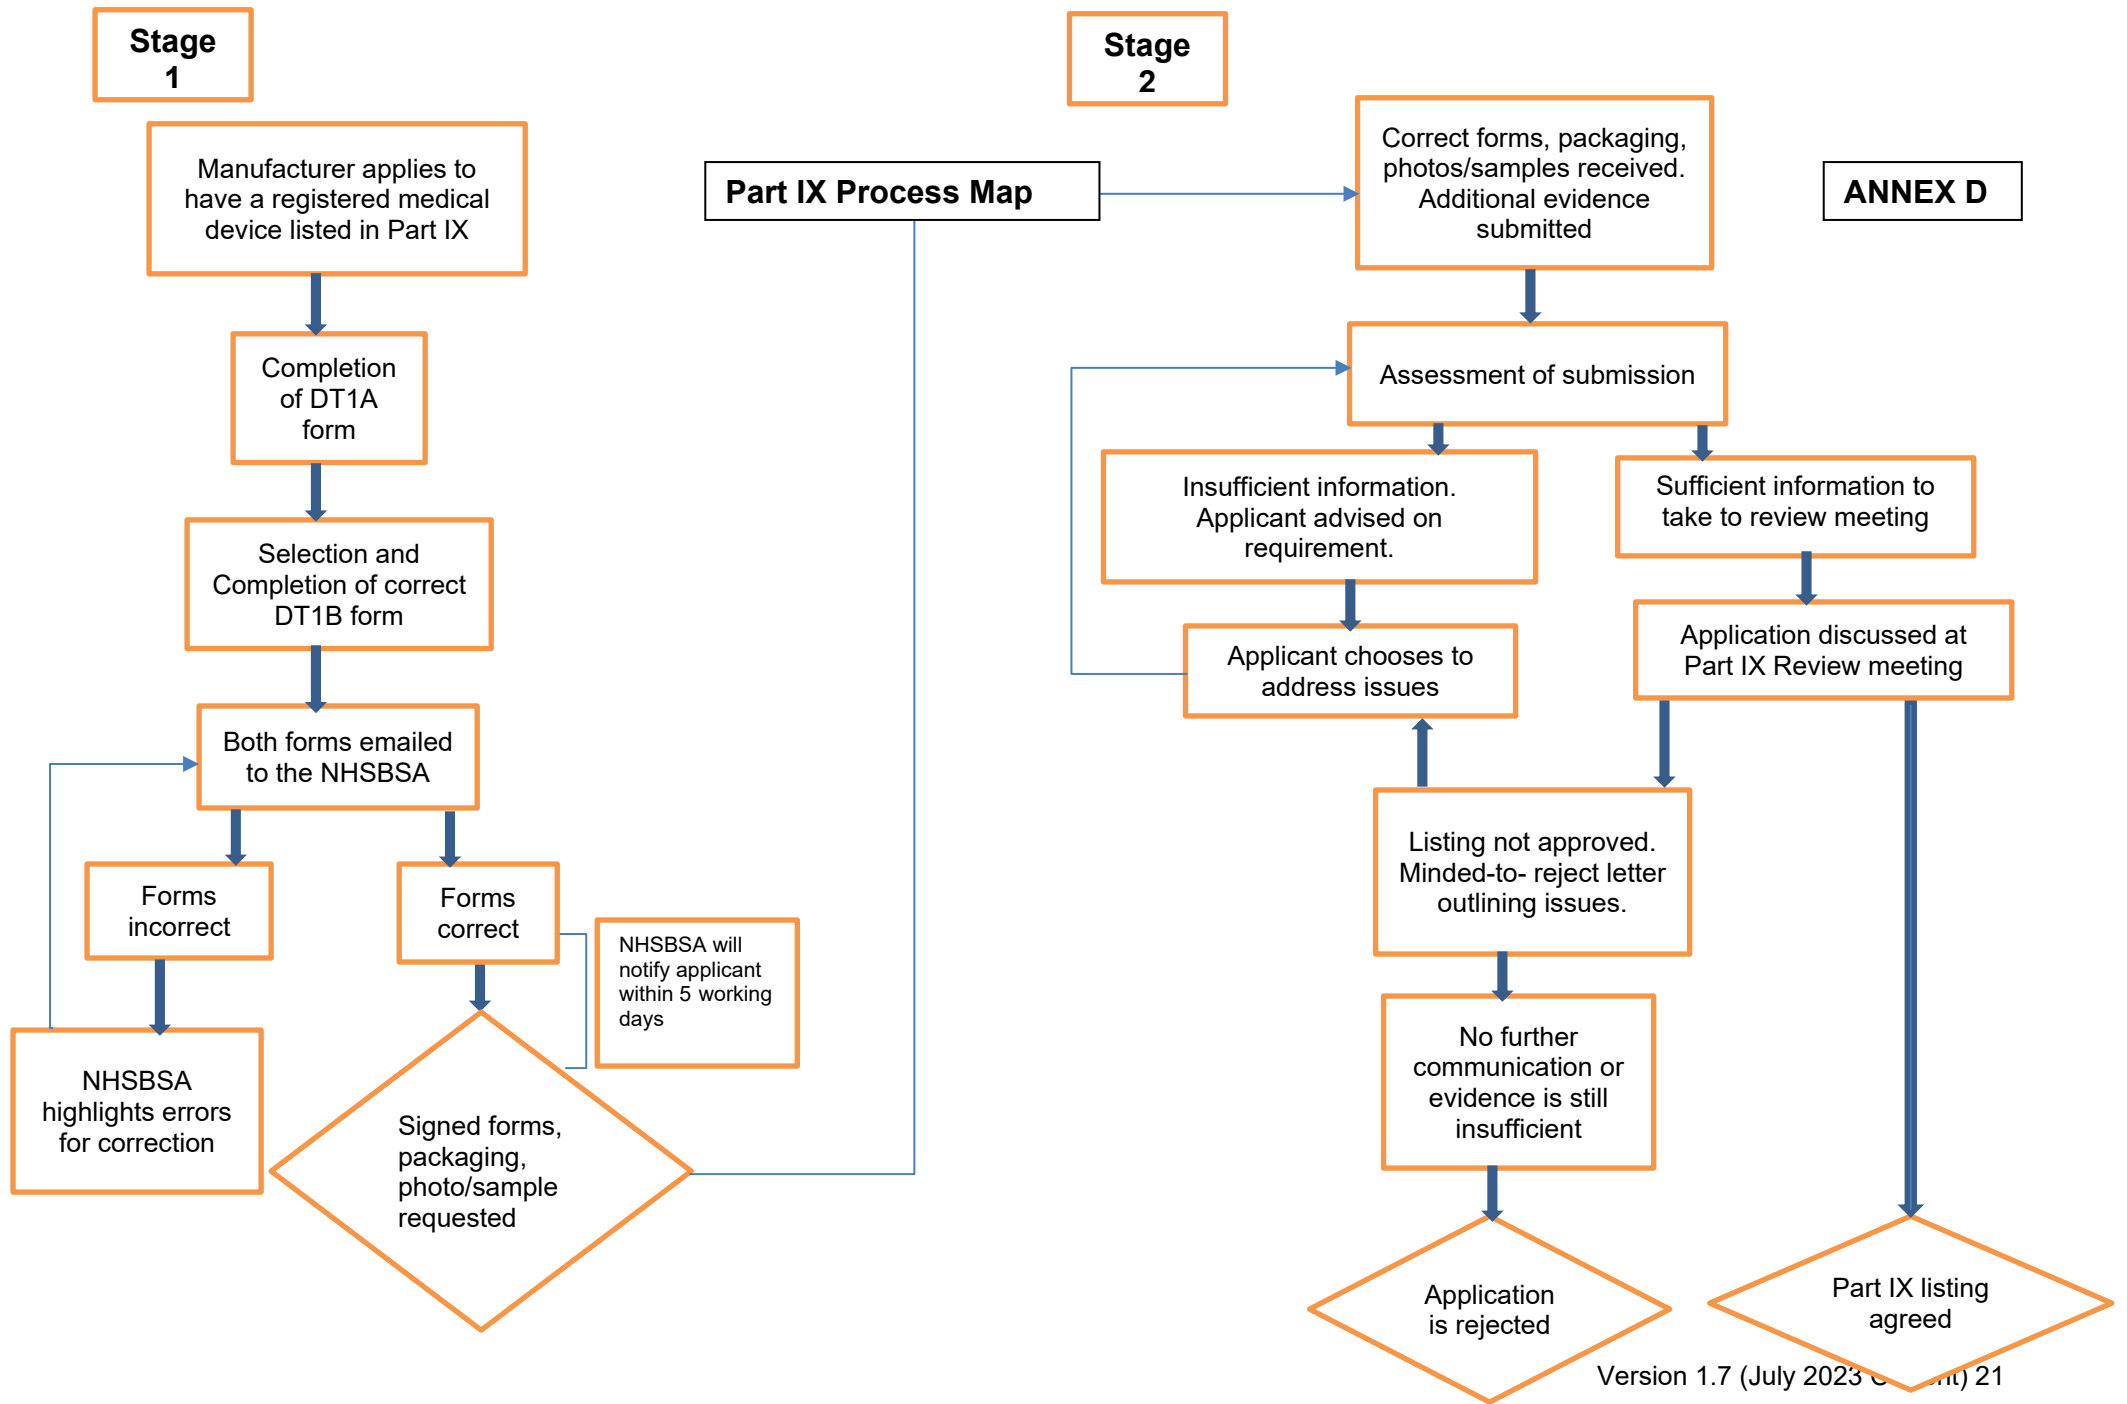 Stage
1
Manufacturer applies to
have a registered medical
device listed in Part IX
Completion
of DT1A
form
Selection and
Completion of correct
DT1B form
Both forms emailed
to the NHSBSA
Forms
incorrect
Forms
correct
NHSBSA will
notify applicant
within 5 working
days
NHSBSA
highlights errors
for correction
Signed forms,
packaging,
photo/sample
requested
Part IX Process Map
Stage
2
Correct forms, packaging,
photos/samples received.
Additional evidence
submitted
ANNEX D
Assessment of submission
Insufficient information.
Applicant advised on
requirement.
Sufficient information to
take to review meeting
Applicant chooses to
address issues
Application discussed at
Part IX Review meeting
Listing not approved.
Minded-to- reject letter
outlining issues.
No further
communication or
evidence is still
insufficient
Application
is rejected
Part IX listing
agreed
Version 1.7 (July 2023 21